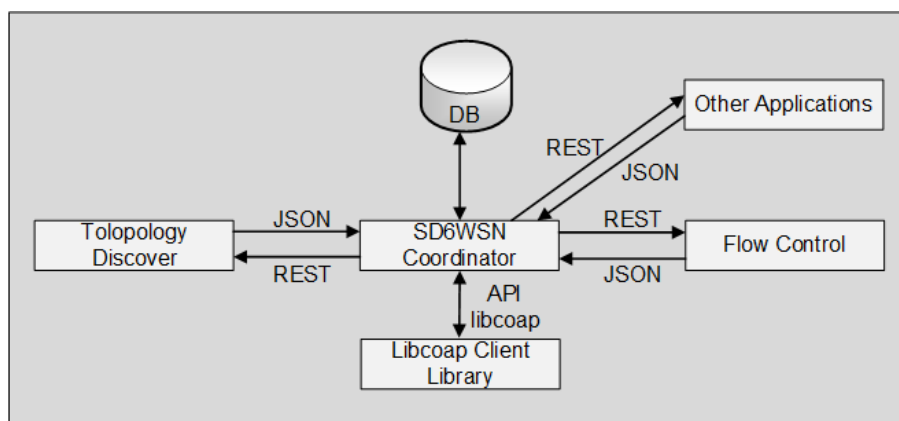 DB
Other Applications
REST
JSON
Tolopology
Discover
JSON
REST
SD6WSN
Coordinator
REST
JSON
Flow Control
API
libcoap
Libcoap Client
Library